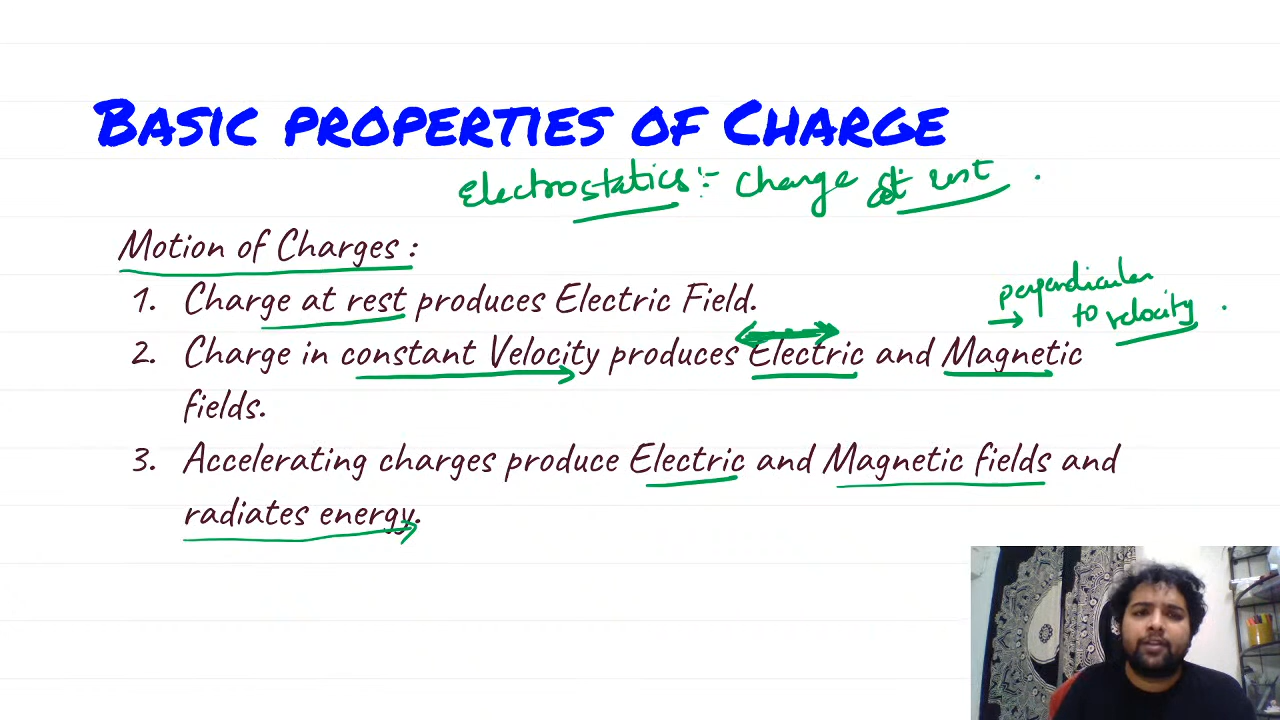 BASIC PROPERTIES OF CHARGE
Electrostatics :- Charge at rest .
Motion of Charges :
1. Charge at rest produces Electric Field.
perpendicular
to velocity .
2. Charge in constant Velocity produces Electric and Magnetic
fields.
3. Accelerating charges produce Electric and Magnetic fields and
radiates energy.